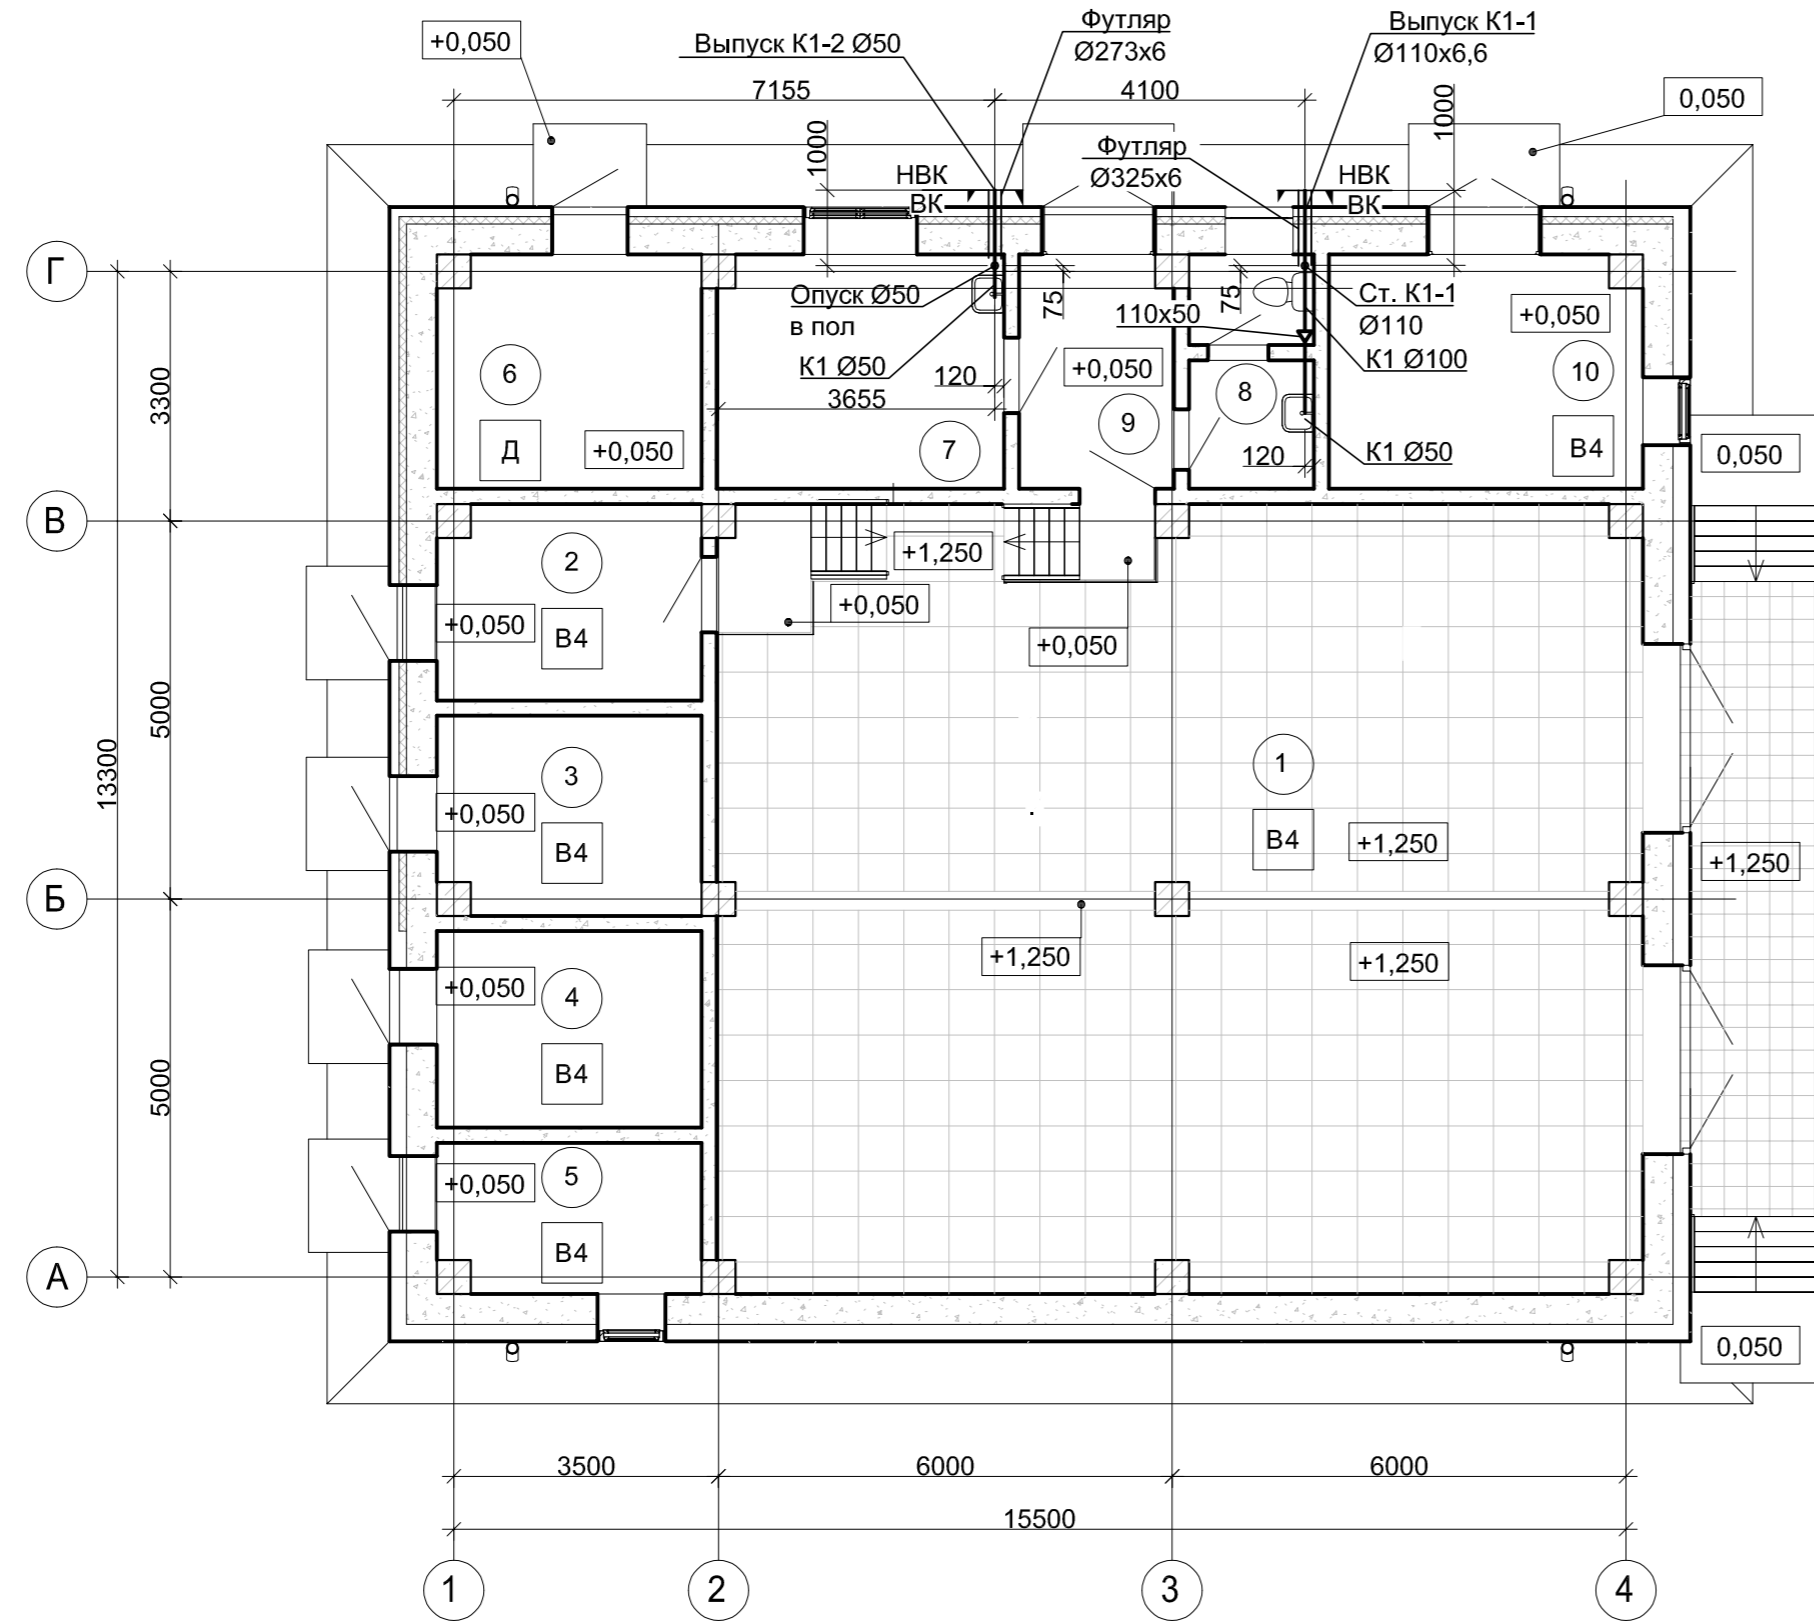 Футляр
Ø273х6
Выпуск К1-1
Ø110х6,6
+0,050
Выпуск К1-2 Ø50
7155
4100
0,050
1000
1000
Футляр
Ø325х6
НВК
ВК
НВК
ВК
Г
Опуск Ø50
в пол
К1 Ø50
75
75
110х50
Ст. К1-1
Ø110
К1 Ø100
+0,050
3300
6
Д
+0,050
120
3655
7
+0,050
9
8
120
К1 Ø50
10
В4
0,050
В
2
+0,050
В4
+1,250
+0,050
+0,050
5000
13300
3
+0,050
В4
1
В4
+1,250
+1,250
Б
+1,250
+1,250
+0,050
4
В4
5000
+0,050
5
В4
А
0,050
3500
6000
6000
15500
1
2
3
4